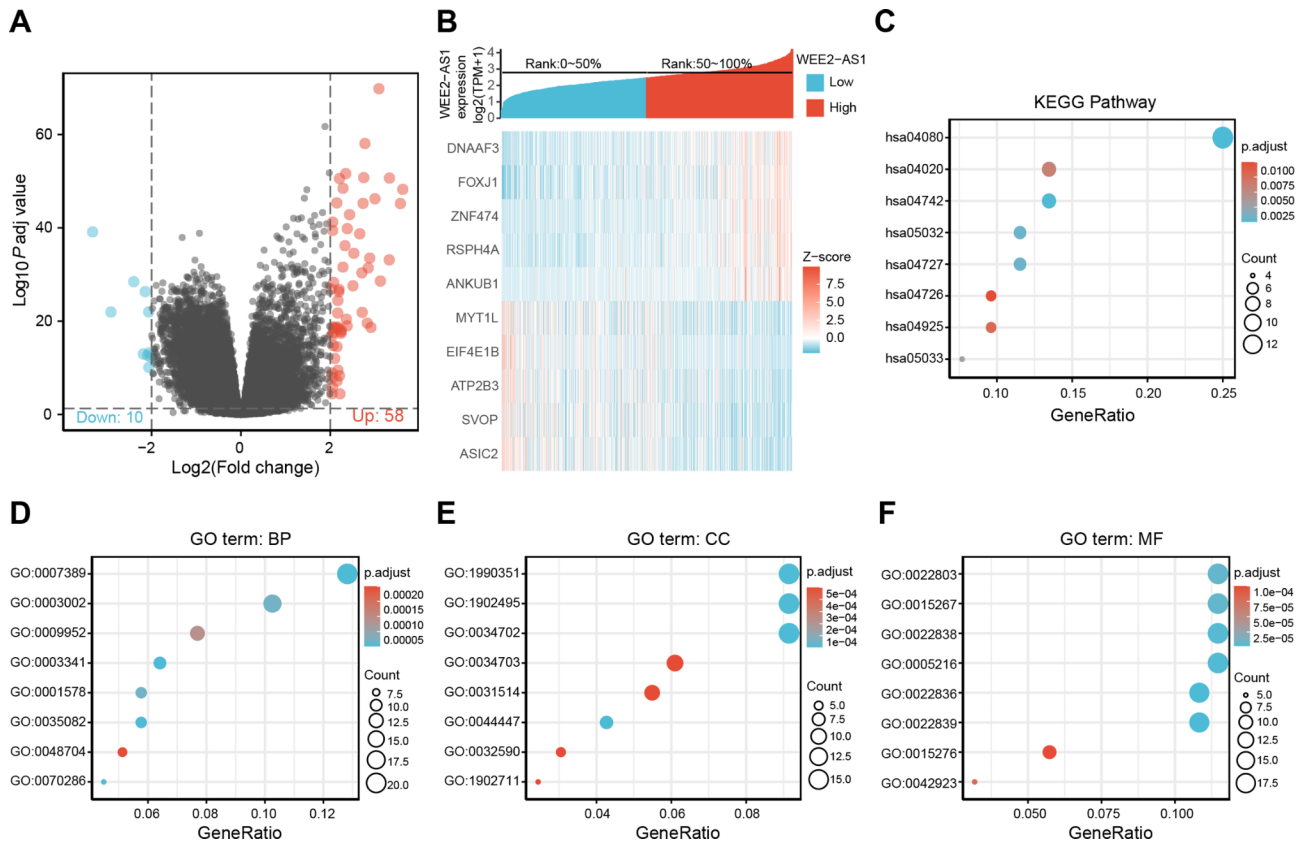 A
Log10 P adj value
60
40
20
0
Down: 10
Up: 58
−2
0
2
Log2(Fold change)
B
WEE2−AS1
expression
log2(TPM+1)
4
3
2
1
0
Rank:0~50%
Rank:50~100%
WEE2−AS1
Low
High
DNAAF3
FOXJ1
ZNF474
RSPH4A
ANKUB1
MYT1L
EIF4E1B
ATP2B3
SVOP
ASIC2
Z−score
7.5
5.0
2.5
0.0
C
KEGG Pathway
hsa04080
hsa04020
hsa04742
hsa05032
hsa04727
hsa04726
hsa04925
hsa05033
0.10
0.15
0.20
0.25
GeneRatio
p.adjust
0.0100
0.0075
0.0050
0.0025
Count
4
6
8
10
12
D
GO term: BP
GO:0007389
GO:0003002
GO:0009952
GO:0003341
GO:0001578
GO:0035082
GO:0048704
GO:0070286
0.06
0.08
0.10
0.12
GeneRatio
p.adjust
0.00020
0.00015
0.00010
0.00005
Count
7.5
10.0
12.5
15.0
17.5
20.0
E
GO term: CC
GO:1990351
GO:1902495
GO:0034702
GO:0034703
GO:0031514
GO:0044447
GO:0032590
GO:1902711
0.04
0.06
0.08
GeneRatio
p.adjust
5e−04
4e−04
3e−04
2e−04
1e−04
Count
5.0
7.5
10.0
12.5
15.0
F
GO term: MF
GO:0022803
GO:0015267
GO:0022838
GO:0005216
GO:0022836
GO:0022839
GO:0015276
GO:0042923
0.050
0.075
0.100
GeneRatio
p.adjust
1.0e−04
7.5e−05
5.0e−05
2.5e−05
Count
5.0
7.5
10.0
12.5
15.0
17.5